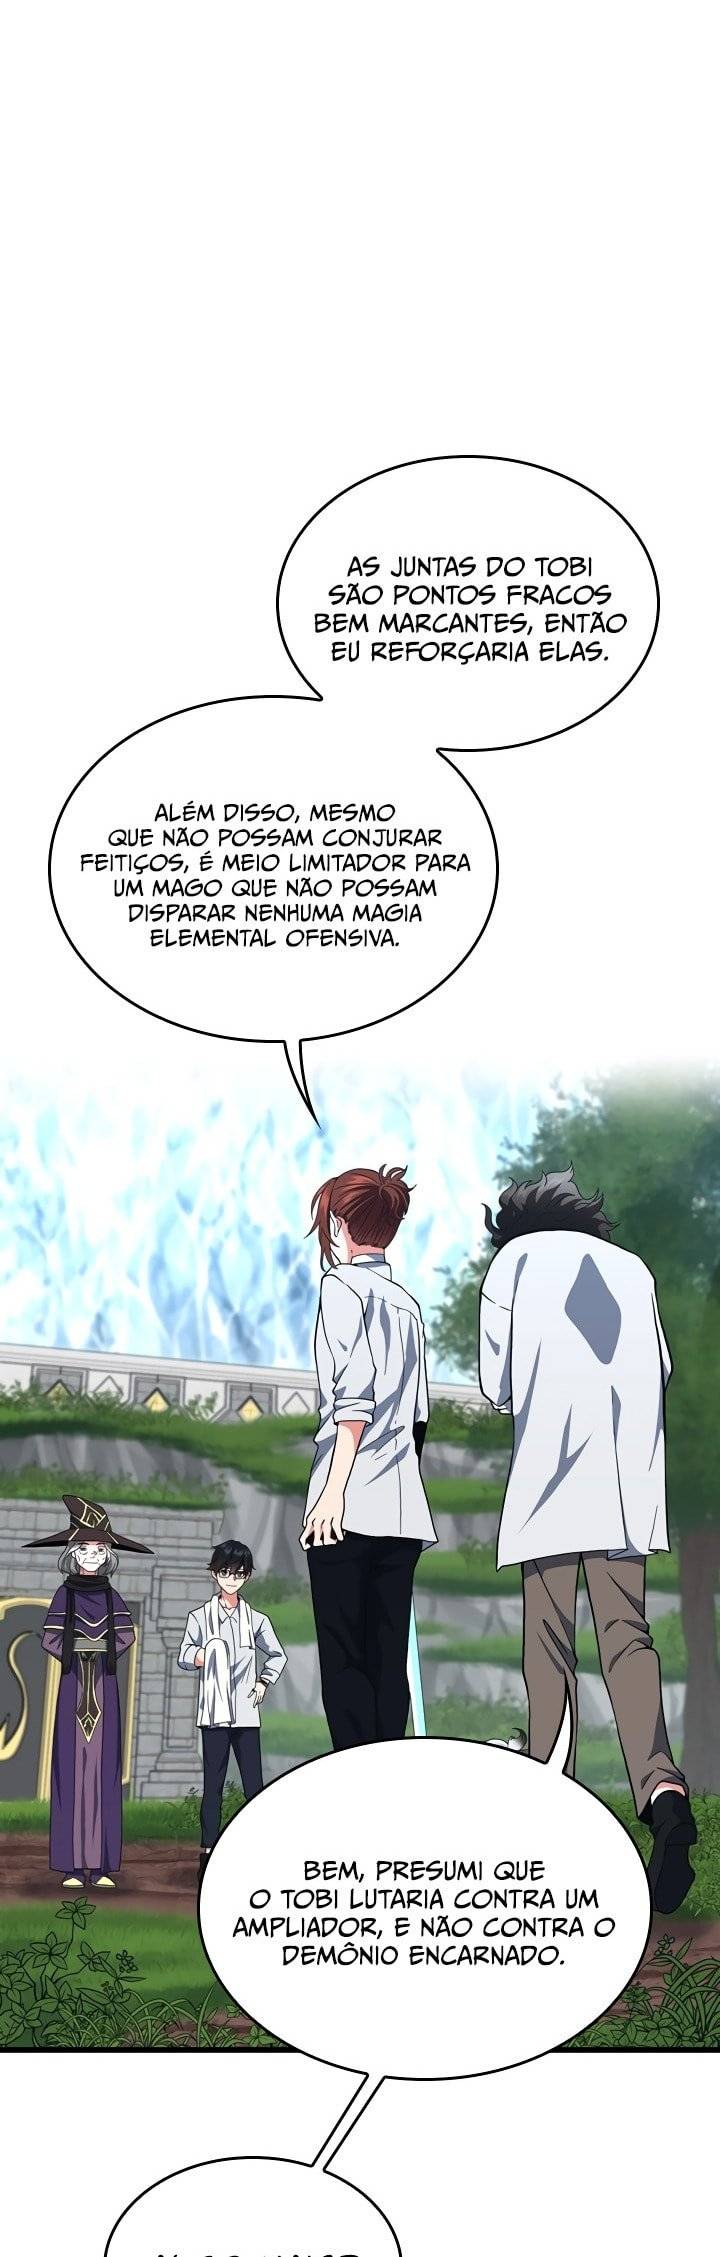 AS JUNTAS DO TOBI
SÃO PONTOS FRACOS
BEM MARCANTES, ENTÃO
EU REFORÇARIA ELAS.
ALÉM DISSO, MESMO
QUE NÃO POSSAM CONJURAR
FEITIÇOS, É MEIO LIMITADOR PARA
UM MAGO QUE NÃO POSSAM
DISPARAR NENHUMA MAGIA
ELEMENTAL OFENSIVA.
BEM, PRESUMI QUE
O TOBI LUTARIA CONTRA UM
AMPLIADOR, E NÃO CONTRA O
DEMÔNIO ENCARNADO.